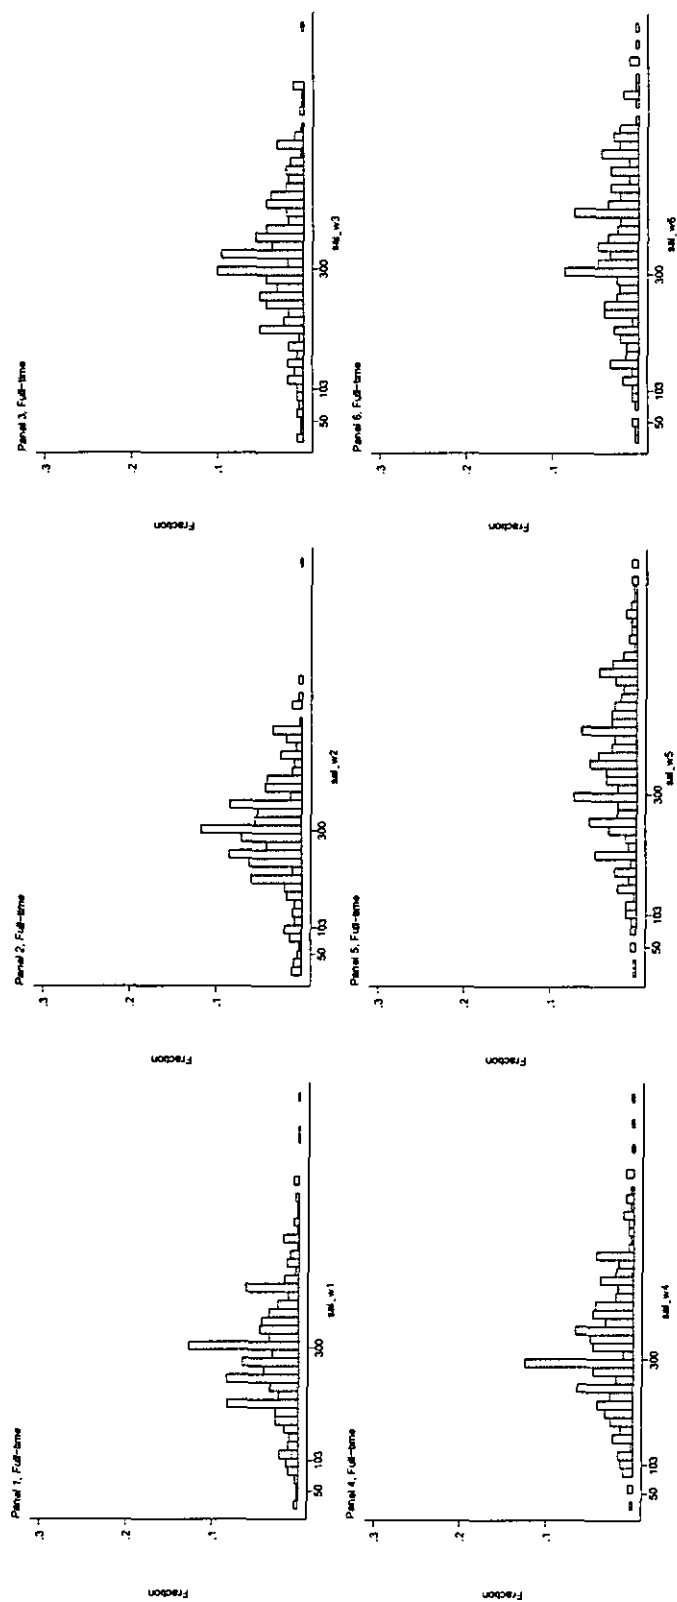 Panel 1, Full-time
Fraction
.3
.2
.1
50
103
300
sal_w1
Panel 2, Full-time
Fraction
.3
.2
.1
50
103
300
sal_w2
Panel 3, Full-time
Fraction
.3
.2
.1
50
103
300
sal_w3
Panel 4, Full-time
Fraction
.3
.2
.1
50
103
300
sal_w4
Panel 5, Full-time
Fraction
.3
.2
.1
50
103
300
sal_w5
Panel 6, Full-time
Fraction
.3
.2
.1
50
103
300
sal_w6